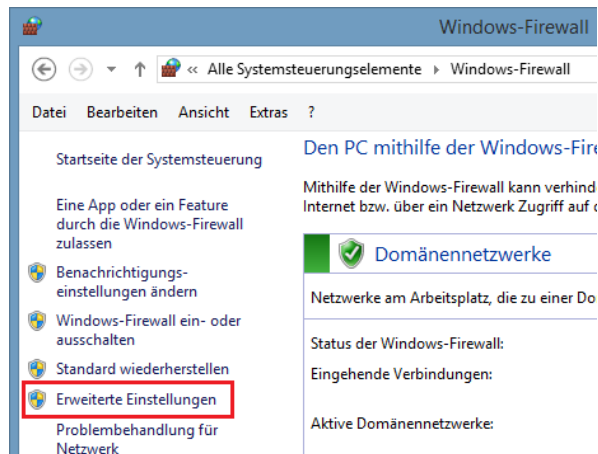 Windows-Firewall
« Alle Systemsteuerungselemente ▸ Windows-Firewall
Datei Bearbeiten Ansicht Extras ?
Startseite der Systemsteuerung
Eine App oder ein Feature
durch die Windows-Firewall
zulassen
Benachrichtigungs-
einstellungen ändern
Windows-Firewall ein- oder
ausschalten
Standard wiederherstellen
Erweiterte Einstellungen
Problembehandlung für
Netzwerk
Den PC mithilfe der Windows-Fire
Mithilfe der Windows-Firewall kann verhind
Internet bzw. über ein Netzwerk Zugriff auf
Domänennetzwerke
Netzwerke am Arbeitsplatz, die zu einer Do
Status der Windows-Firewall:
Eingehende Verbindungen:
Aktive Domänennetzwerke: